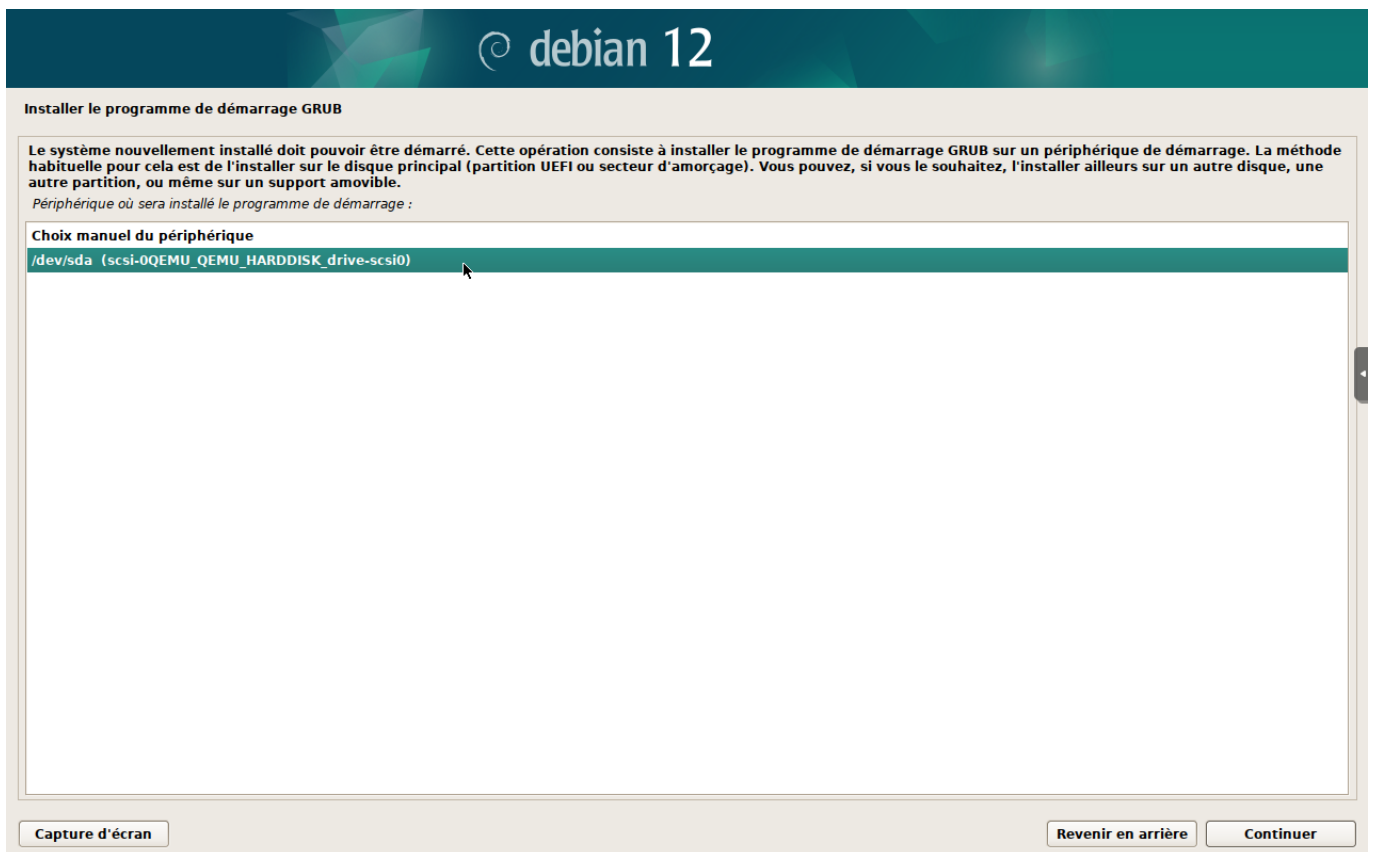 debian 12
Installer le programme de démarrage GRUB
Le système nouvellement installé doit pouvoir être démarré. Cette opération consiste à installer le programme de démarrage GRUB sur un périphérique de démarrage. La méthode
habituelle pour cela est de l'installer sur le disque principal (partition UEFI ou secteur d'amorçage). Vous pouvez, si vous le souhaitez, l'installer ailleurs sur un autre disque, une
autre partition, ou même sur un support amovible.
Périphérique où sera installé le programme de démarrage :
Choix manuel du périphérique
/dev/sda (scsi-0QEMU_QEMU_HARDDISK_drive-scsi0)
Capture d'écran
Revenir en arrière
Continuer